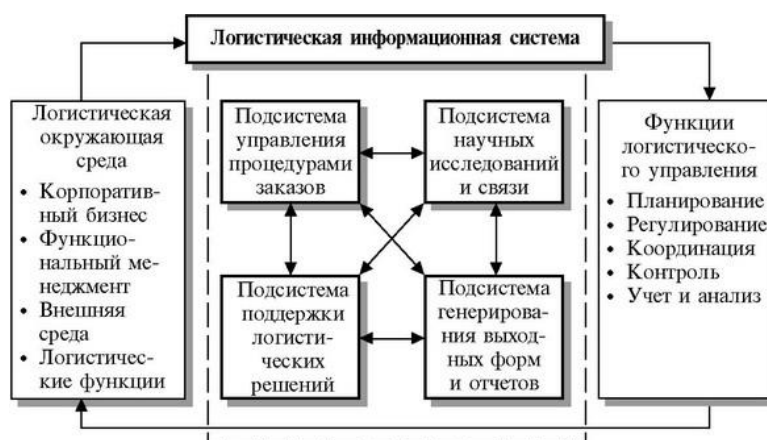 Логистическая информационная система
Логистическая
окружающая
среда
• Корпоратив-
ный бизнес
• Функцио-
нальный ме-
неджмент
• Внешняя
среда
• Логистичес-
кие функции
Подсистема
управления
процедурами
заказов
Подсистема
научных
исследований
и связи
Подсистема
поддержки
логисти-
ческих
решений
Подсистема
генерирова-
ния выход-
ных форм
и отчетов
Функции
логистическо-
го управления
• Планирование
• Регулирование
• Координация
• Контроль
• Учет и анализ